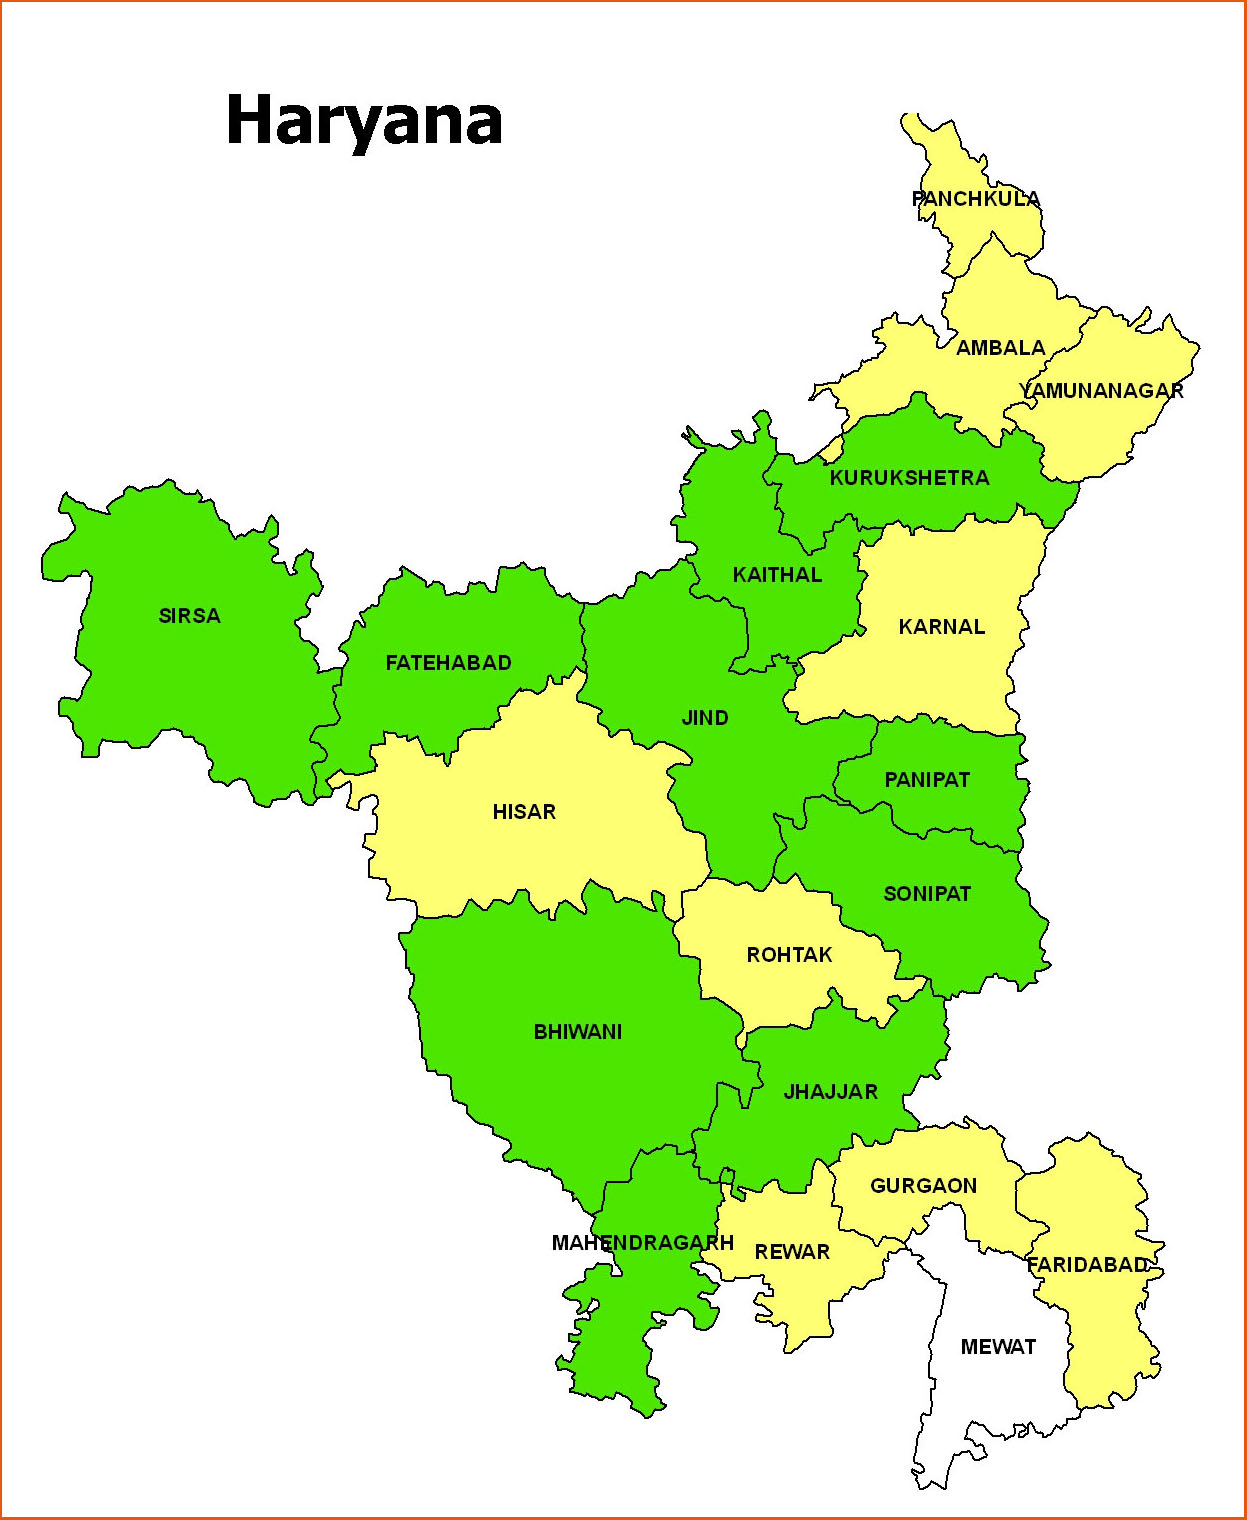 Haryana
PANCHKULA
AMBALA
YAMUNANAGAR
KURUKSHETRA
KAITHAL
SIRSA
KARNAL
FATEHABAD
JIND
PANIPAT
HISAR
SONIPAT
ROHTAK
BHIWANI
JHAJJAR
GURGAON
MAHENDRAGARH
REWAR
FARIDABAD
MEWAT